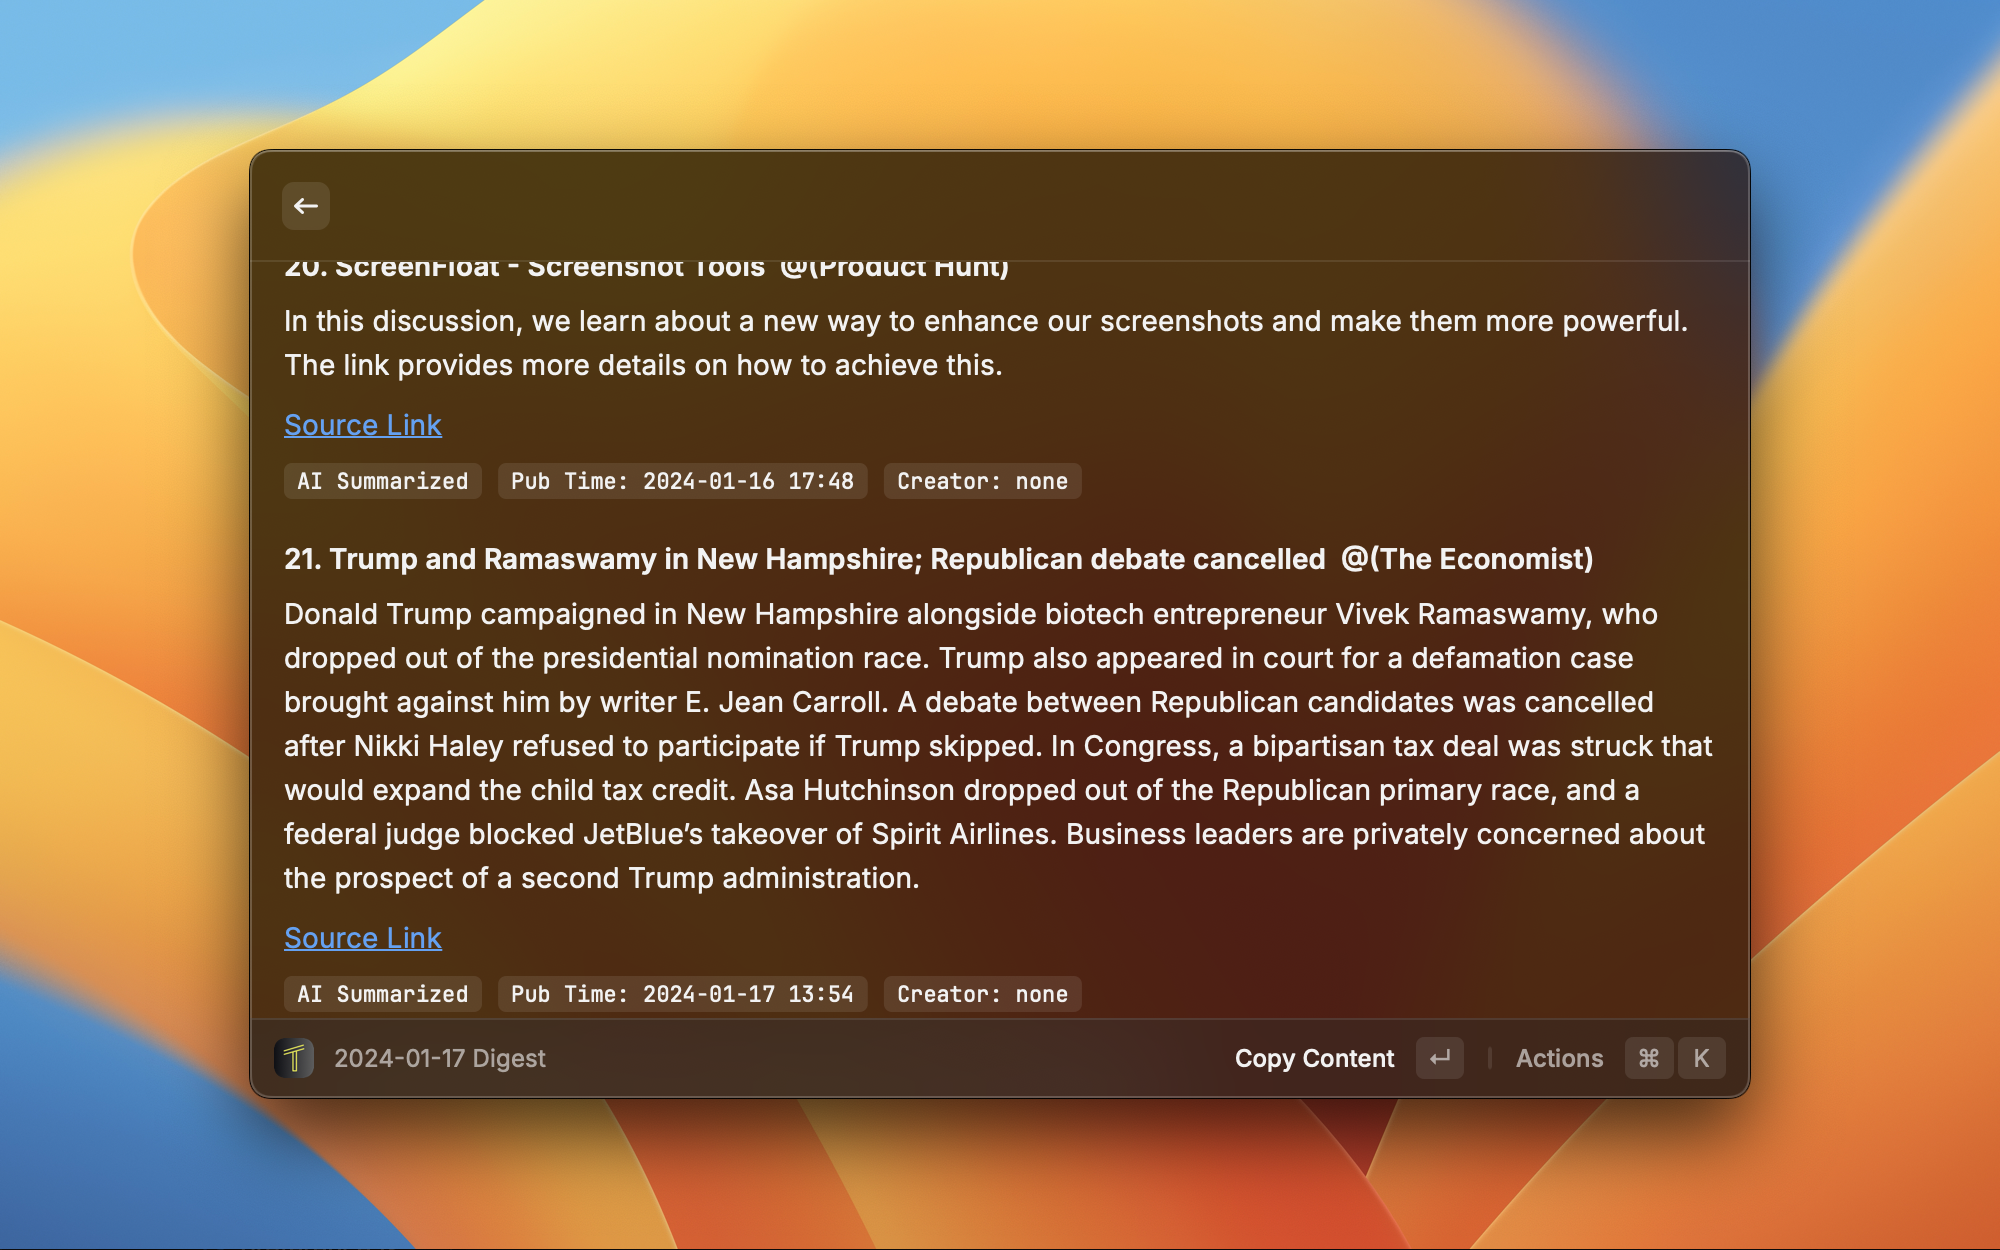 20. ScreenFloat - Screenshot Tools @(Product Hunt)
In this discussion, we learn about a new way to enhance our screenshots and make them more powerful.
The link provides more details on how to achieve this.
Source Link
AI Summarized Pub Time: 2024-01-16 17:48 Creator: none
21. Trump and Ramaswamy in New Hampshire; Republican debate cancelled @(The Economist)
Donald Trump campaigned in New Hampshire alongside biotech entrepreneur Vivek Ramaswamy, who
dropped out of the presidential nomination race. Trump also appeared in court for a defamation case
brought against him by writer E. Jean Carroll. A debate between Republican candidates was cancelled
after Nikki Haley refused to participate if Trump skipped. In Congress, a bipartisan tax deal was struck that
would expand the child tax credit. Asa Hutchinson dropped out of the Republican primary race, and a
federal judge blocked JetBlue’s takeover of Spirit Airlines. Business leaders are privately concerned about
the prospect of a second Trump administration.
Source Link
AI Summarized Pub Time: 2024-01-17 13:54 Creator: none
2024-01-17 Digest Copy Content ↵ Actions ⌘ K